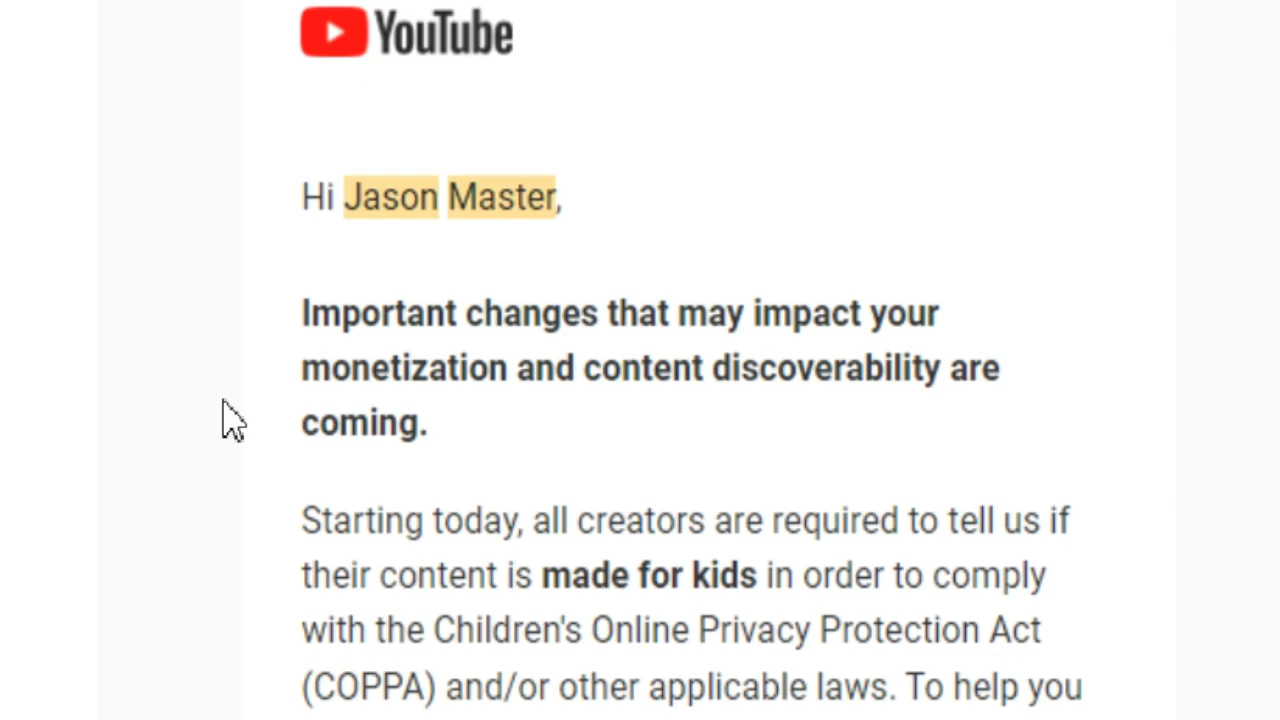 YouTube
Hi Jason Master,
Important changes that may impact your
monetization and content discoverability are
coming.
Starting today, all creators are required to tell us if
their content is made for kids in order to comply
with the Children's Online Privacy Protection Act
(COPPA) and/or other applicable laws. To help you